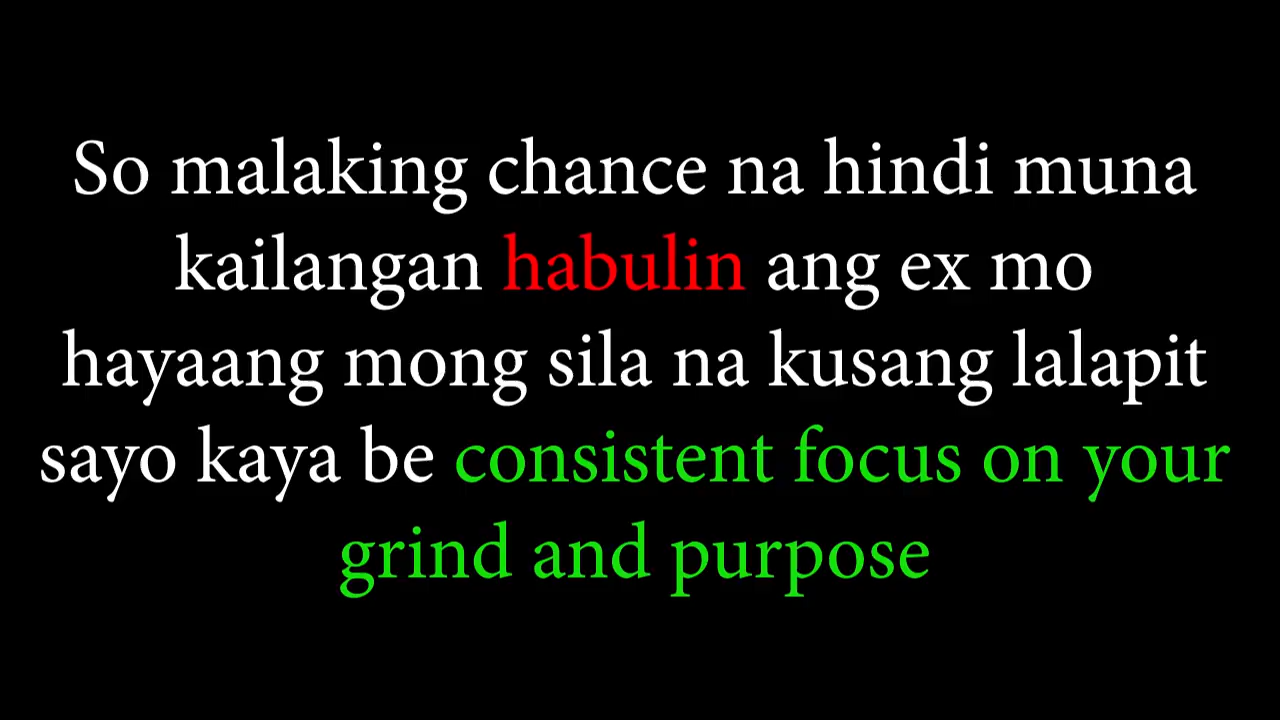 So malaking chance na hindi muna
kailangan habulin ang ex mo
hayaang mong sila na kusang lalapit
sayo kaya be consistent focus on your
grind and purpose